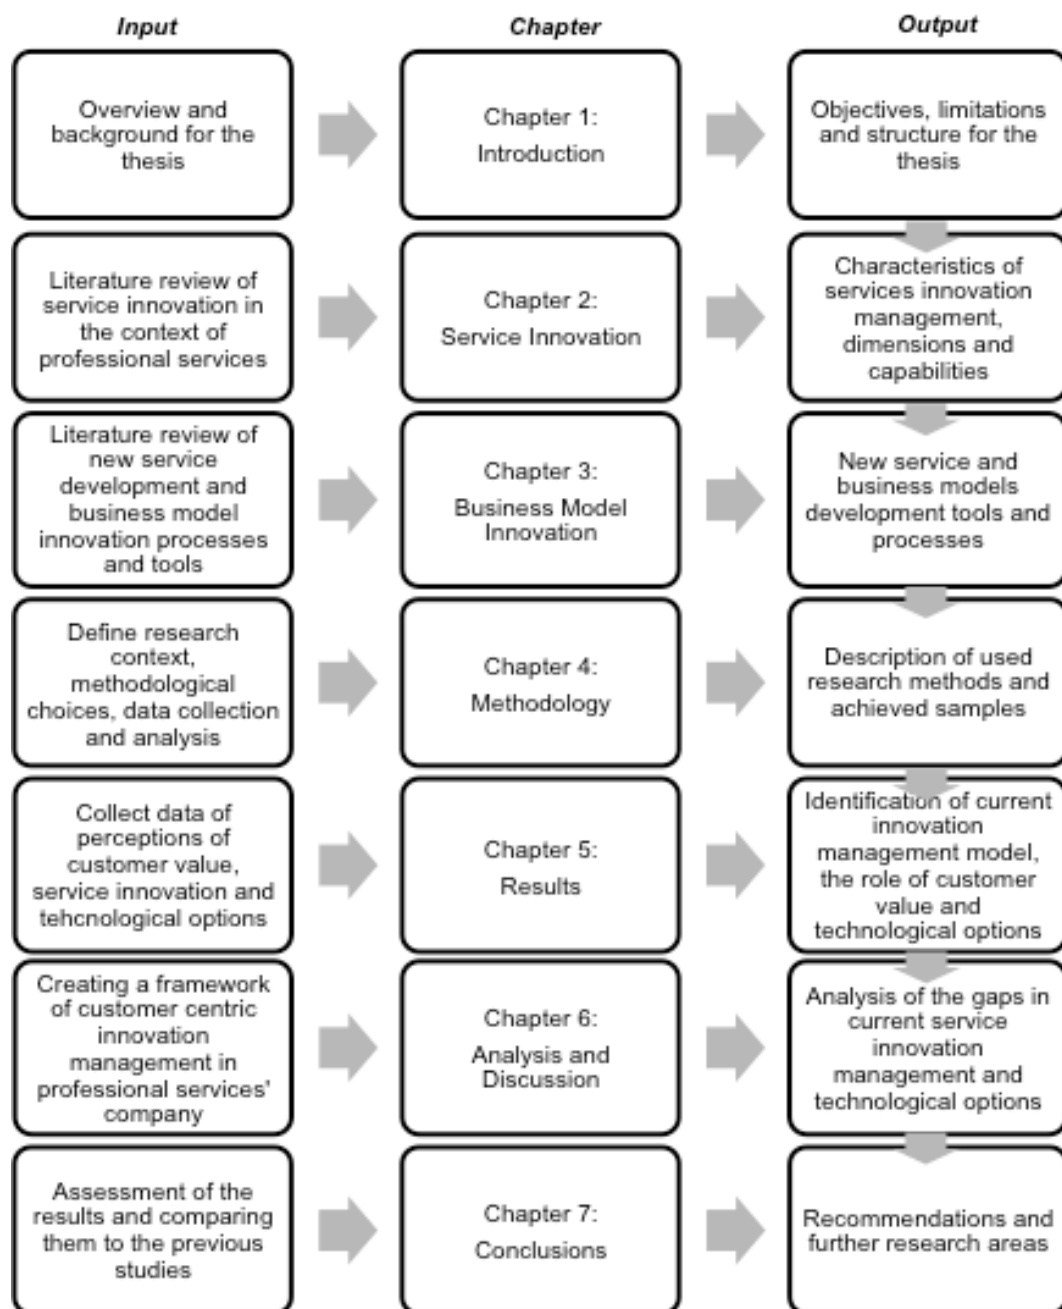 Input
Chapter
Output
Overview and
background for the
thesis
Chapter 1:
Introduction
Objectives, limitations
and structure for the
thesis
Literature review of
service innovation in
the context of
professional services
Chapter 2:
Service Innovation
Characteristics of
services innovation
management,
dimensions and
capabilities
Literature review of
new service
development and
business model
innovation processes
and tools
Chapter 3:
Business Model
Innovation
New service and
business models
development tools and
processes
Define research
context,
methodological
choices, data collection
and analysis
Chapter 4:
Methodology
Description of used
research methods and
achieved samples
Collect data of
perceptions of
customer value,
service innovation and
tehcnological options
Chapter 5:
Results
Identification of current
innovation
management model,
the role of customer
value and
technological options
Creating a framework
of customer centric
innovation
management in
professional services'
company
Chapter 6:
Analysis and
Discussion
Analysis of the gaps in
current service
innovation
management and
technological options
Assessment of the
results and comparing
them to the previous
studies
Chapter 7:
Conclusions
Recommendations and
further research areas